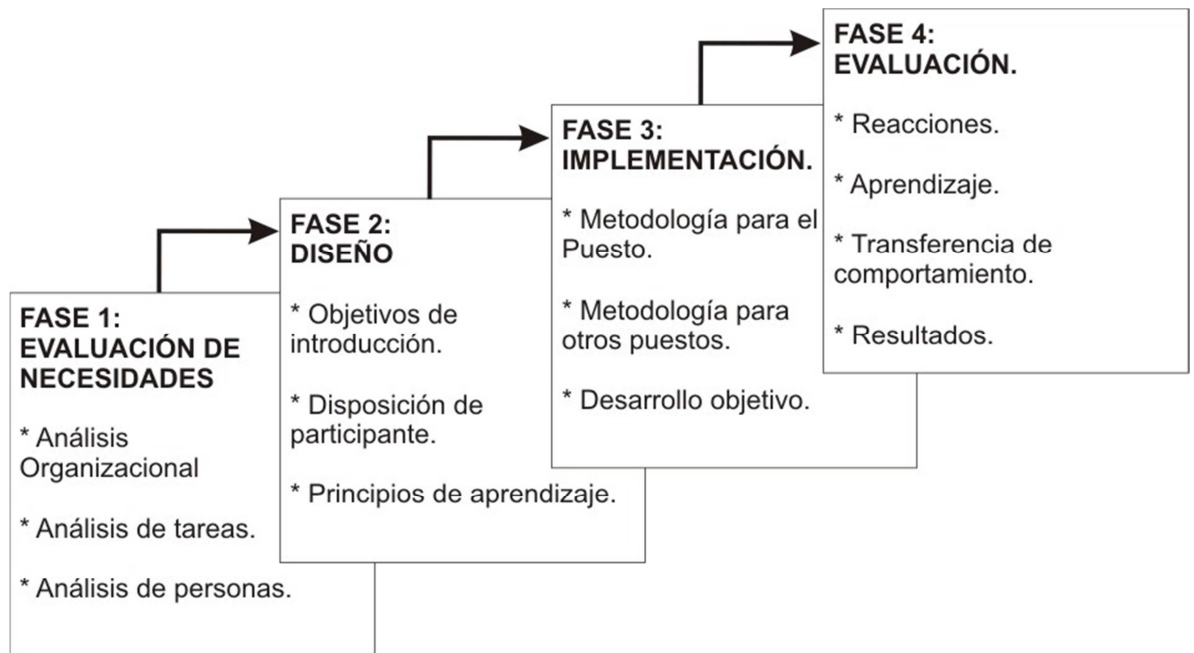 FASE 1:
EVALUACIÓN DE
NECESIDADES
* Análisis
Organizacional
* Análisis de tareas.
* Análisis de personas.
FASE 2:
DISEÑO
* Objetivos de
introducción.
* Disposición de
participante.
* Principios de aprendizaje.
FASE 3:
IMPLEMENTACIÓN.
* Metodología para el
Puesto.
* Metodología para
otros puestos.
* Desarrollo objetivo.
FASE 4:
EVALUACIÓN.
* Reacciones.
* Aprendizaje.
* Transferencia de
comportamiento.
* Resultados.